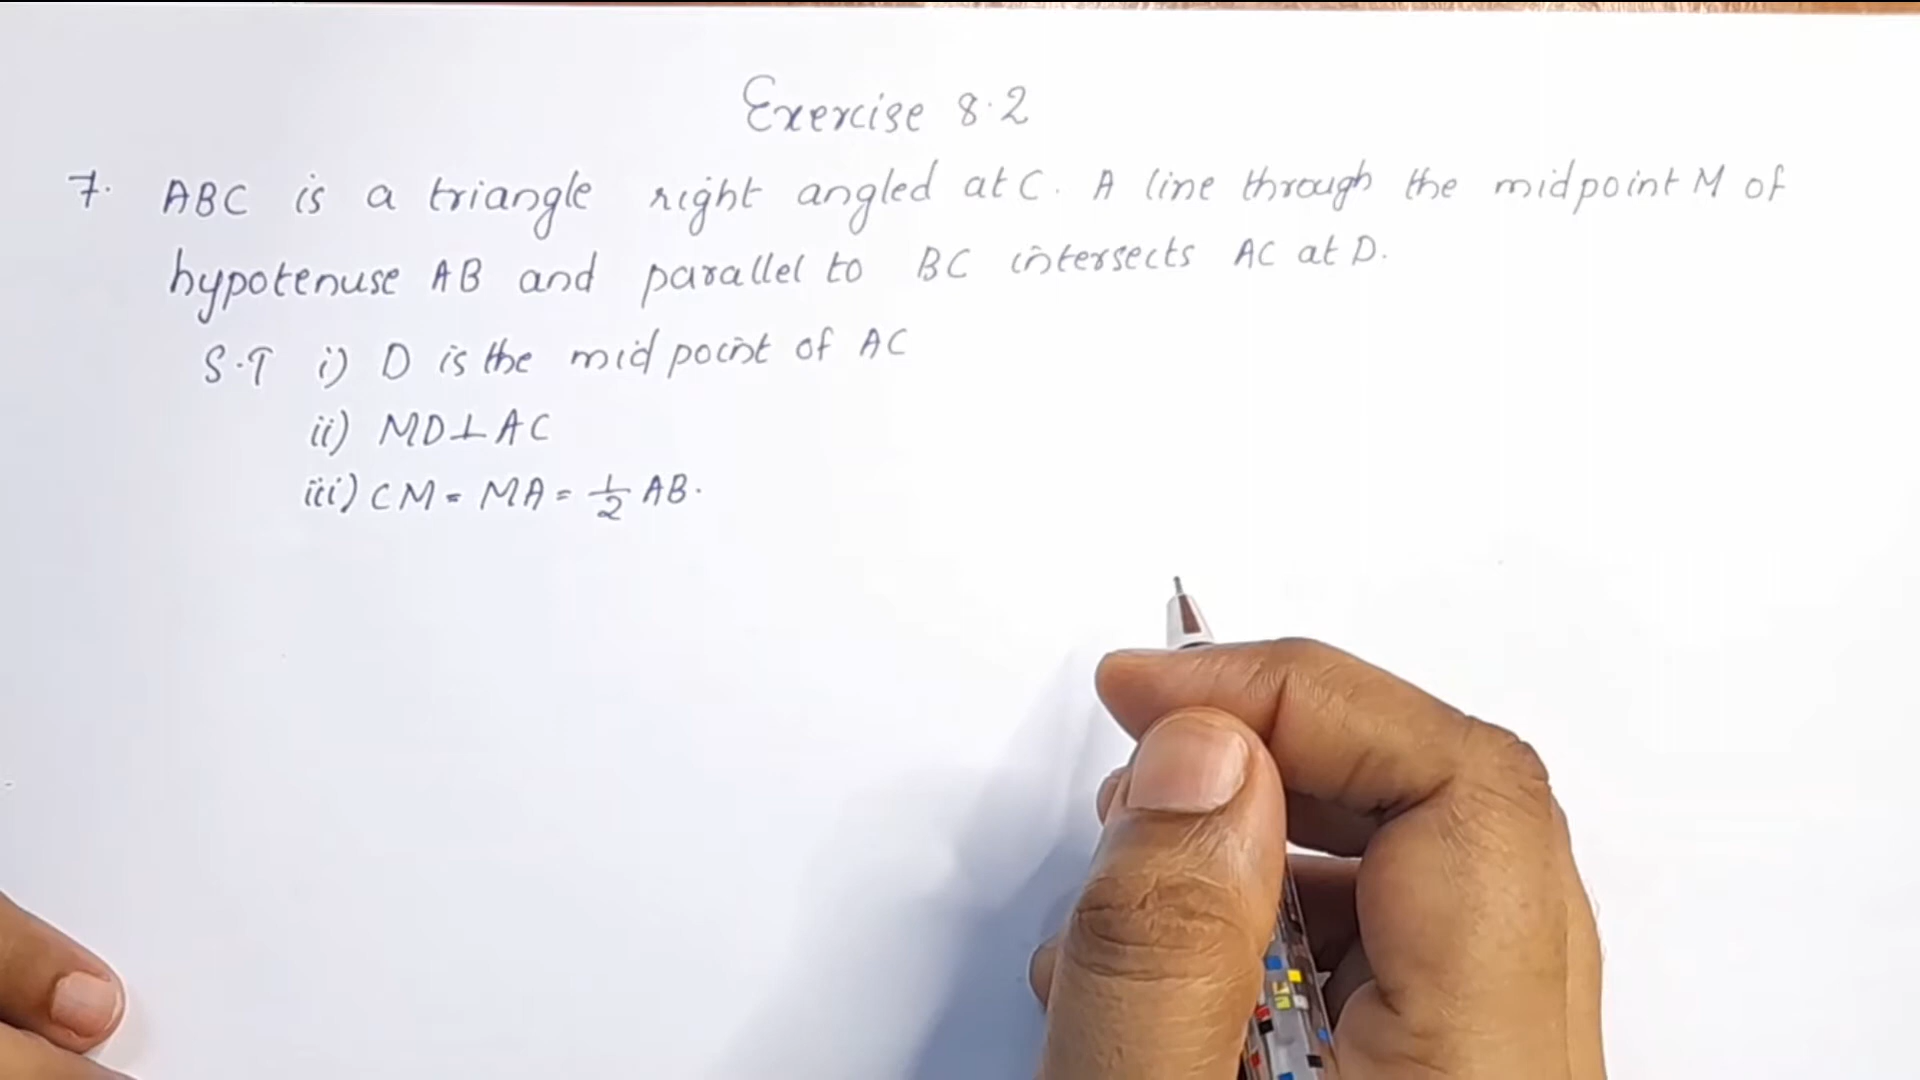 Exercise 8.2
7. ABC is a triangle right angled at C. A line through the midpoint M of
hypotenuse AB and parallel to BC intersects AC at D.
S.T i) D is the mid point of AC
ii) MD⊥AC
iii) CM = MA = 1/2 AB.